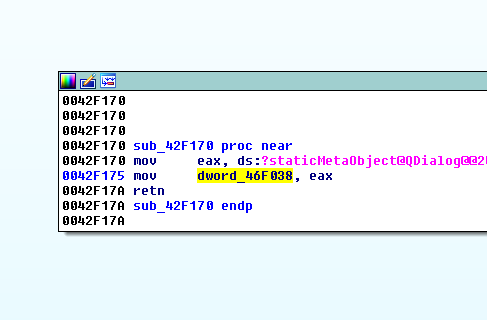 0042F170
0042F170
0042F170
0042F170 sub_42F170 proc near
0042F170 mov     eax, ds:?staticMetaObject@QDialog@@2U
0042F175 mov     dword_46F038, eax
0042F17A retn
0042F17A sub_42F170 endp
0042F17A